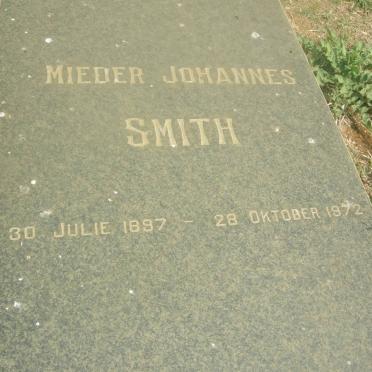 MIEDER JOHANNES
SMITH
30 JULIE 1897 – 28 OKTOBER 1972